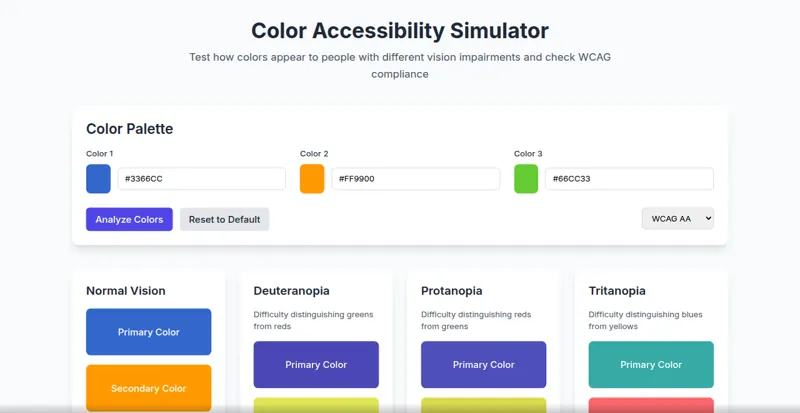 Color Accessibility Simulator
Test how colors appear to people with different vision impairments and check WCAG
compliance
Color Palette
Color 1
Color 2
Color 3
#3366CC
#FF9900
#66CC33
Analyze Colors
Reset to Default
WCAG AA
Normal Vision
Primary Color
Secondary Color
Deuteranopia
Difficulty distinguishing greens
from reds
Primary Color
Protanopia
Difficulty distinguishing reds
from greens
Primary Color
Tritanopia
Difficulty distinguishing blues
from yellows
Primary Color